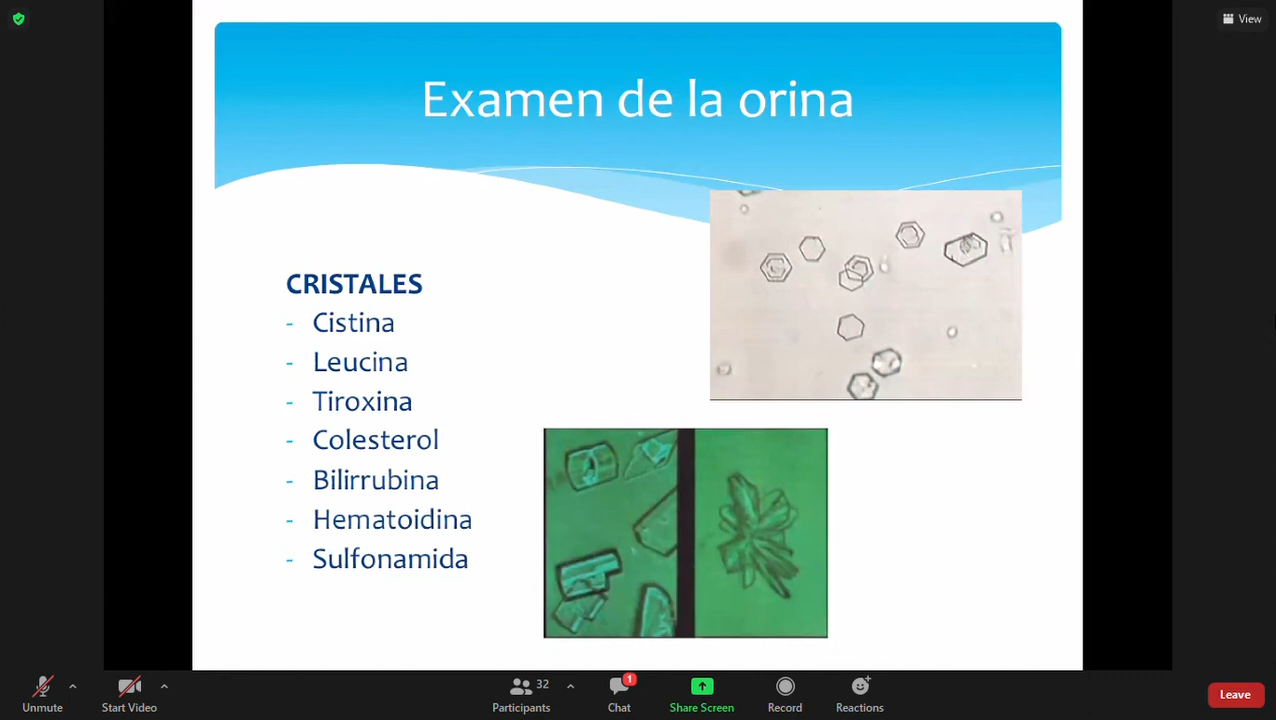 View
Examen de la orina
CRISTALES
- Cistina
- Leucina
- Tiroxina
- Colesterol
- Bilirrubina
- Hematoidina
- Sulfonamida
32
1
Unmute
Start Video
Participants
Chat
Share Screen
Record
Reactions
Leave